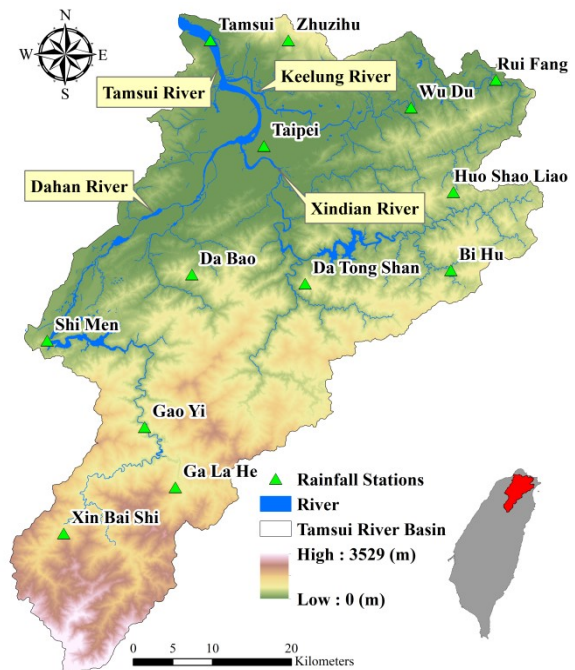 N
W
E
S
Tamsui
Zhuzihu
Keelung River
Rui Fang
Tamsui River
Wu Du
Taipei
Huo Shao Liao
Dahan River
Xindian River
Da Bao
Da Tong Shan
Bi Hu
Shi Men
Gao Yi
Ga La He
Xin Bai Shi
Rainfall Stations
River
Tamsui River Basin
High : 3529 (m)
Low : 0 (m)
0 5 10 20
Kilometers